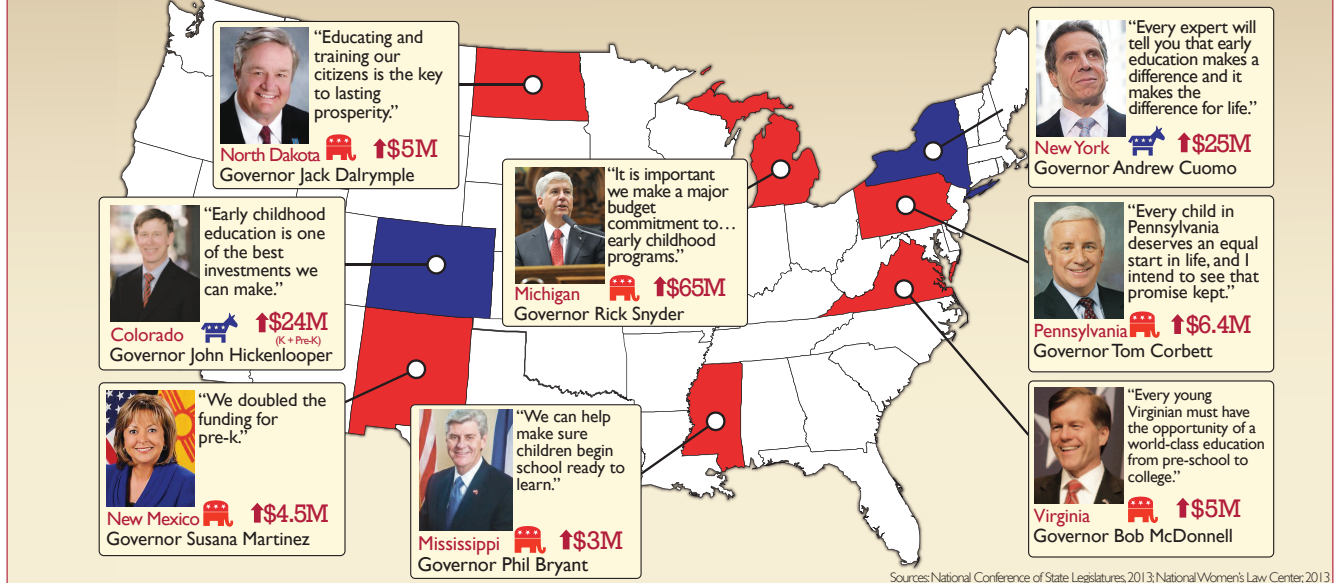 “Educating and
training our
citizens is the key
to lasting
prosperity.”
North Dakota
$5M
Governor Jack Dalrymple
“Early childhood
education is one
of the best
investments we
can make.”
Colorado
$24M
(K + Pre-K)
Governor John Hickenlooper
“We doubled the
funding for
pre-k.”
New Mexico
$4.5M
Governor Susana Martinez
“It is important
we make a major
budget
commitment to…
early childhood
programs.”
Michigan
$65M
Governor Rick Snyder
“We can help
make sure
children begin
school ready to
learn.”
Mississippi
$3M
Governor Phil Bryant
“Every expert will
tell you that early
education makes a
difference and it
makes the
difference for life.”
New York
$25M
Governor Andrew Cuomo
“Every child in
Pennsylvania
deserves an equal
start in life, and I
intend to see that
promise kept.”
Pennsylvania
$6.4M
Governor Tom Corbett
“Every young
Virginian must have
the opportunity of a
world-class education
from pre-school to
college.”
Virginia
$5M
Governor Bob McDonnell
Sources: National Conference of State Legislatures, 2013; National Women’s Law Center, 2013